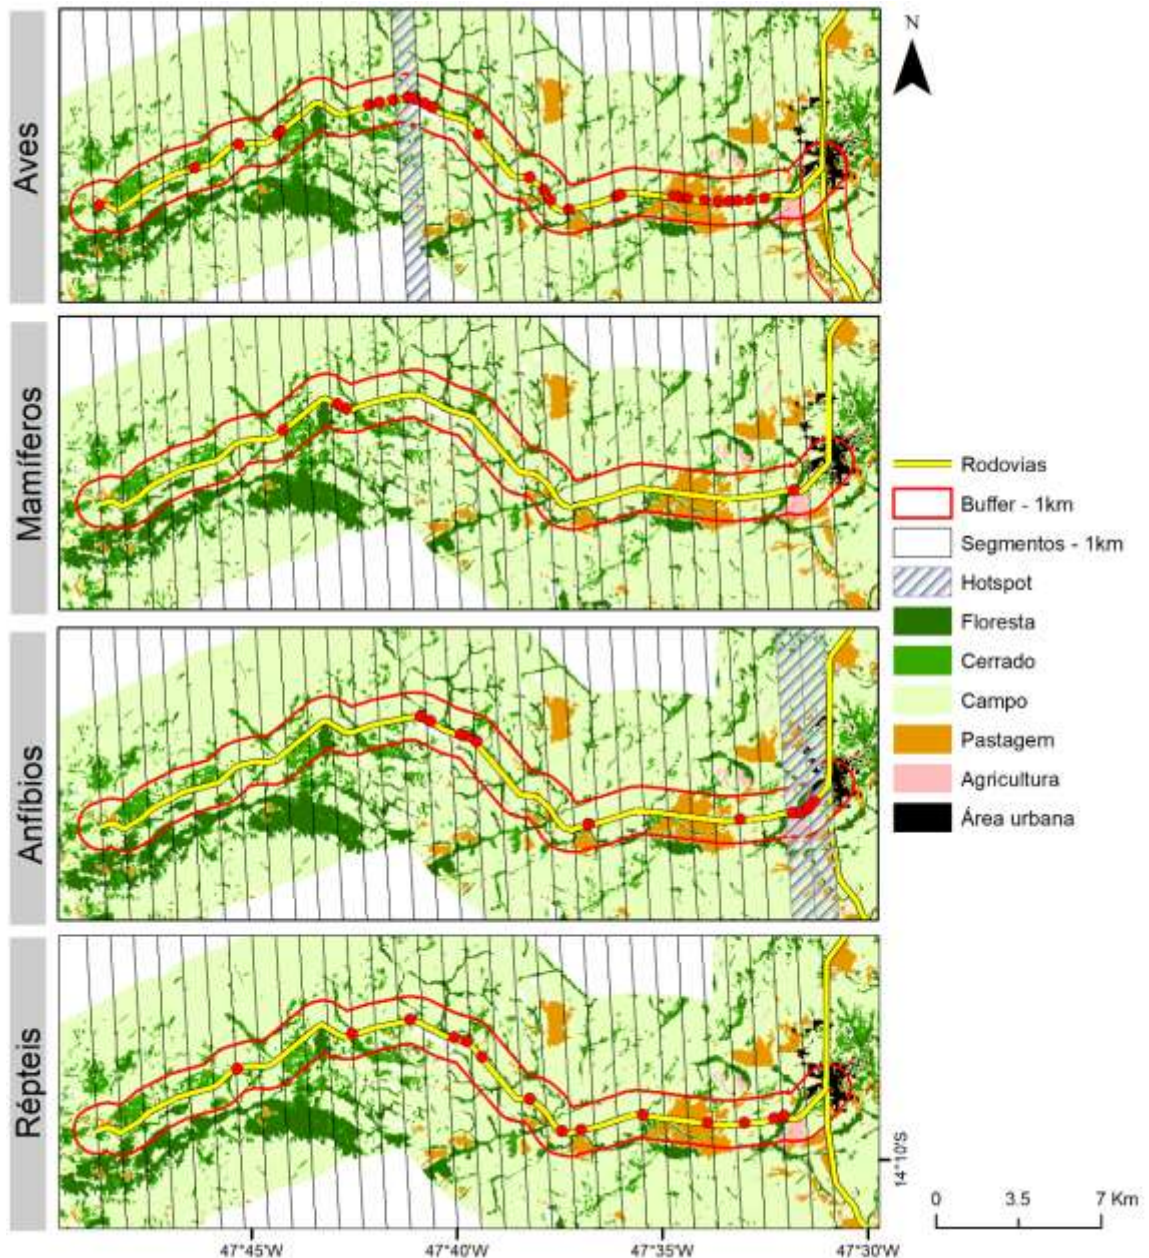 Aves
Mamíferos
Anfíbios
Répteis
N
Rodovias
Buffer - 1km
Segmentos - 1km
Hotspot
Floresta
Cerrado
Campo
Pastagem
Agricultura
Área urbana
14°10'S
0 3.5 7 Km
47°45'W 47°40'W 47°35'W 47°30'W